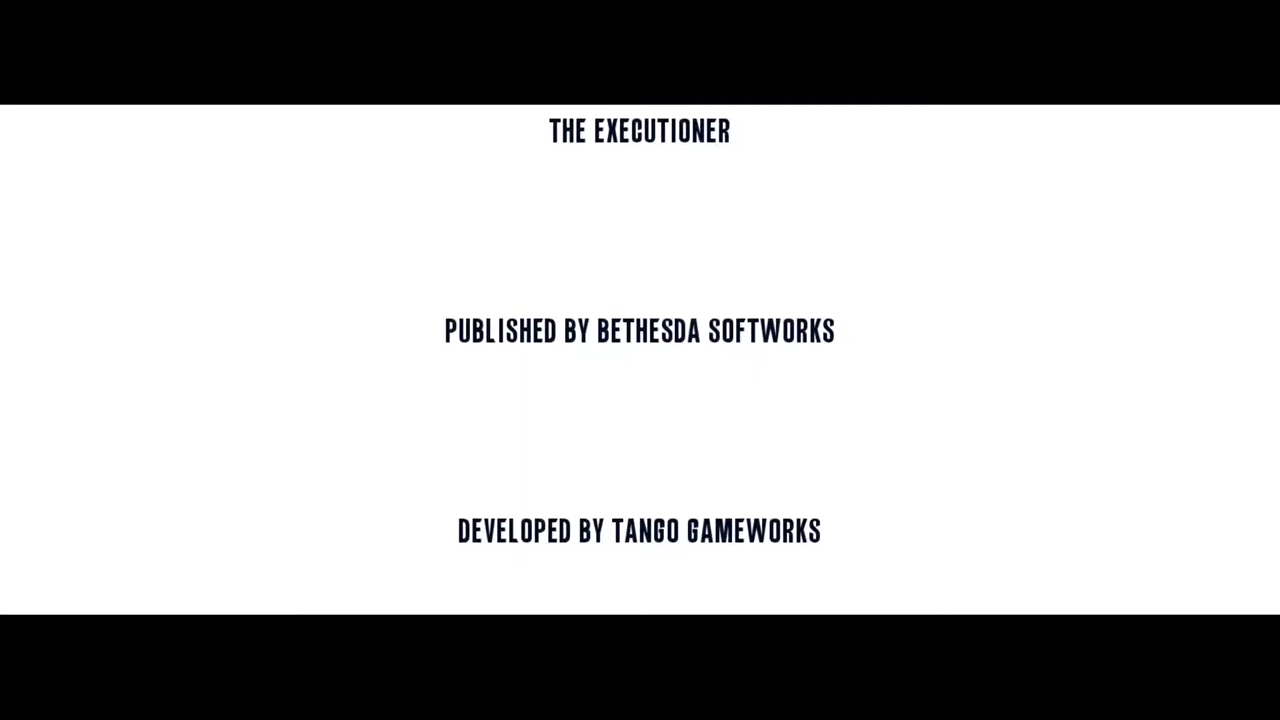 THE EXECUTIONER
PUBLISHED BY BETHESDA SOFTWORKS
DEVELOPED BY TANGO GAMEWORKS